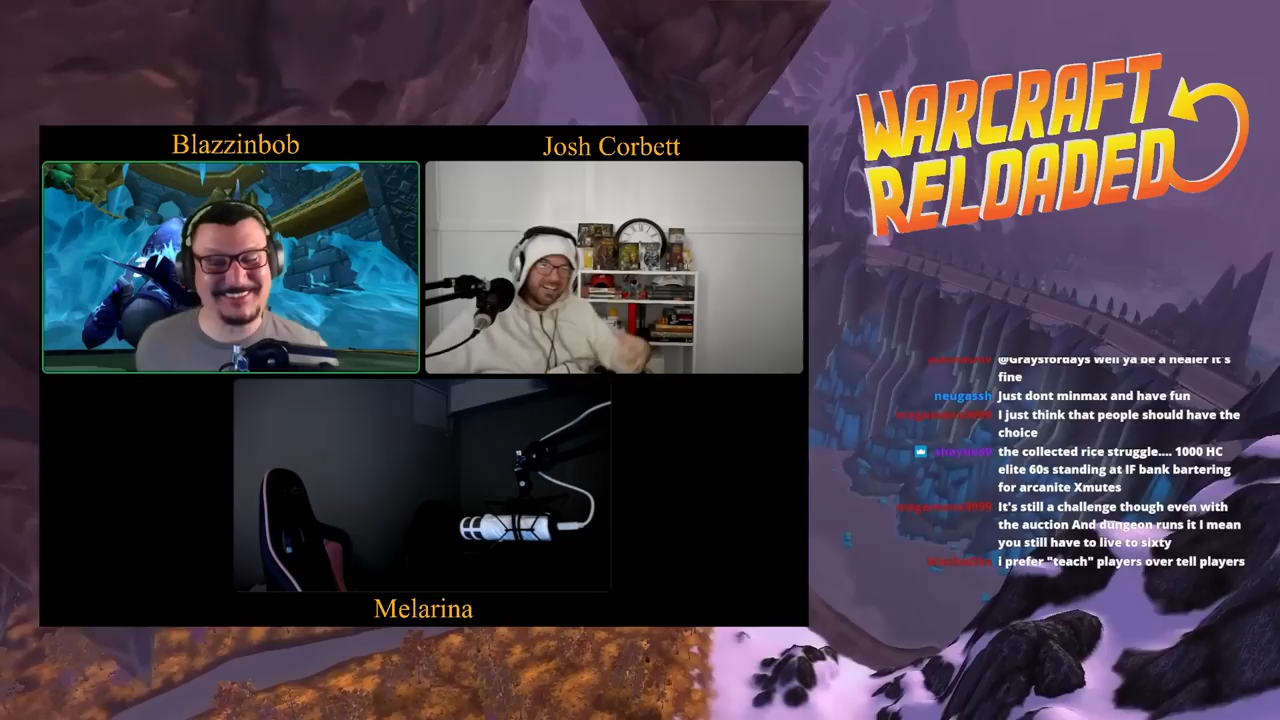 Blazzinbob
Josh Corbett
WARCRAFT
RELOADED
@Graysfordays well ya be a healer it's
fine
neugassh Just dont minmax and have fun
I just think that people should have the
choice
the collected rice struggle.... 1000 HC
elite 60s standing at IF bank bartering
for arcanite Xmutes
It's still a challenge though even with
the auction And dungeon runs it I mean
you still have to live to sixty
i prefer "teach" players over tell players
Melarina